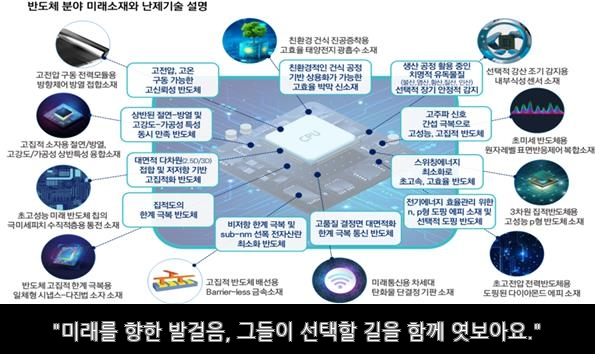 반도체 분야 미래소재와 난제기술 설명
고전압 구동 전력모듈용
방향제어 방열 접합소재
고전압, 고온
구동 가능한
고신뢰성 반도체
친환경 건식 진공증착용
고효율 태양전지 광흡수 소재
친환경적인 건식 공정
기반 상용화가 가능한
고효율 박막 신소재
생산 공정 활용 중인
치명적 유독물질
(불산,염산,황산,질산,인산)
선택적 장기 안정적 감지
선택적 강산 조기 감지용
내부식성 센서 소재
고집적 소자용 절연/방열,
고강도/가공성 상반특성 융합소재
상반된 절연-방열 및
고강도-가공성 특성
동시 만족 반도체
고주파 신호
간섭 극복으로
고성능, 고집적 반도체
초미세 반도체용
원자레벨 표면반응제어 복합소재
초고성능 미래 반도체 칩의
극미세피치 수직적층용 통전 소재
대면적 다차원(2.5D/3D)
접합 및 저저항 기반
고집적화 반도체
CPU
스위칭에너지
최소화로
초고속, 고효율 반도체
3차원 집적반도체용
고성능 p형 반도체 소재
반도체 고집적 한계 극복용
일체형 시냅스-다진법 소자 소재
집적도의
한계 극복 반도체
전기에너지 효율관리 위한
n, p형 도핑 에피 소재 및
선택적 도핑 반도체
초고전압 전력반도체용
도핑된 다이아몬드 에피 소재
비저항 한계 극복 및
sub-nm 선폭 전자산란
최소화 반도체
고집적 반도체 배선용
Barrier-less 금속소재
고품질 결정면 대면적화
한계 극복 통신 반도체
미래통신용 차세대
탄화물 단결정 기판 소재
"미래를 향한 발걸음, 그들이 선택할 길을 함께 엿보아요."